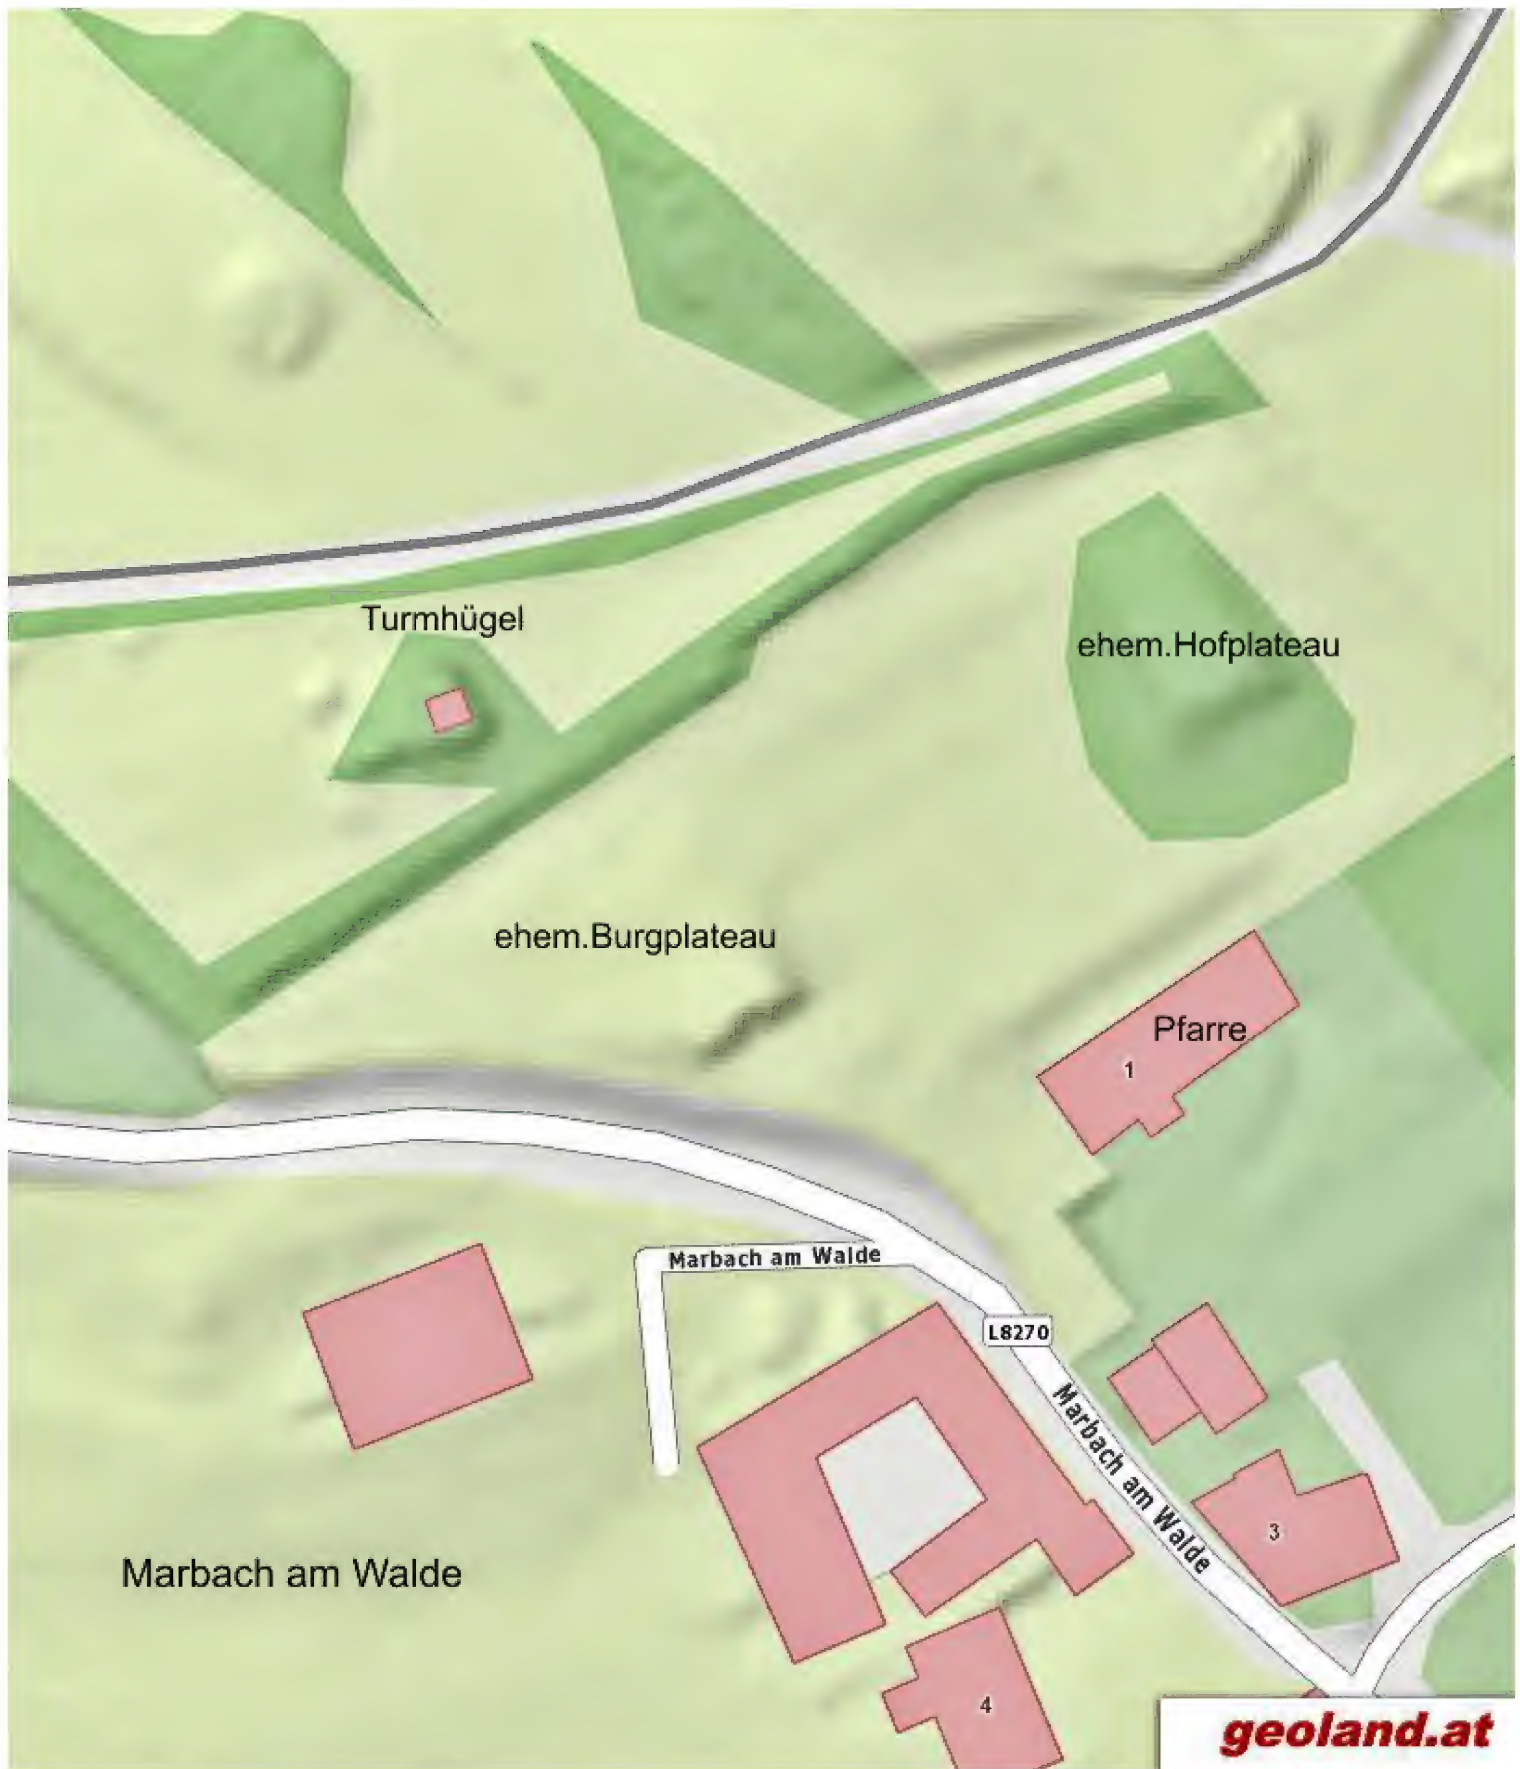 Turmhügel
ehem.Hofplateau
ehem.Burgplateau
Pfarre
1
Marbach am Walde
L8270
Marbach am Walde
3
Marbach am Walde
4
geoland.at